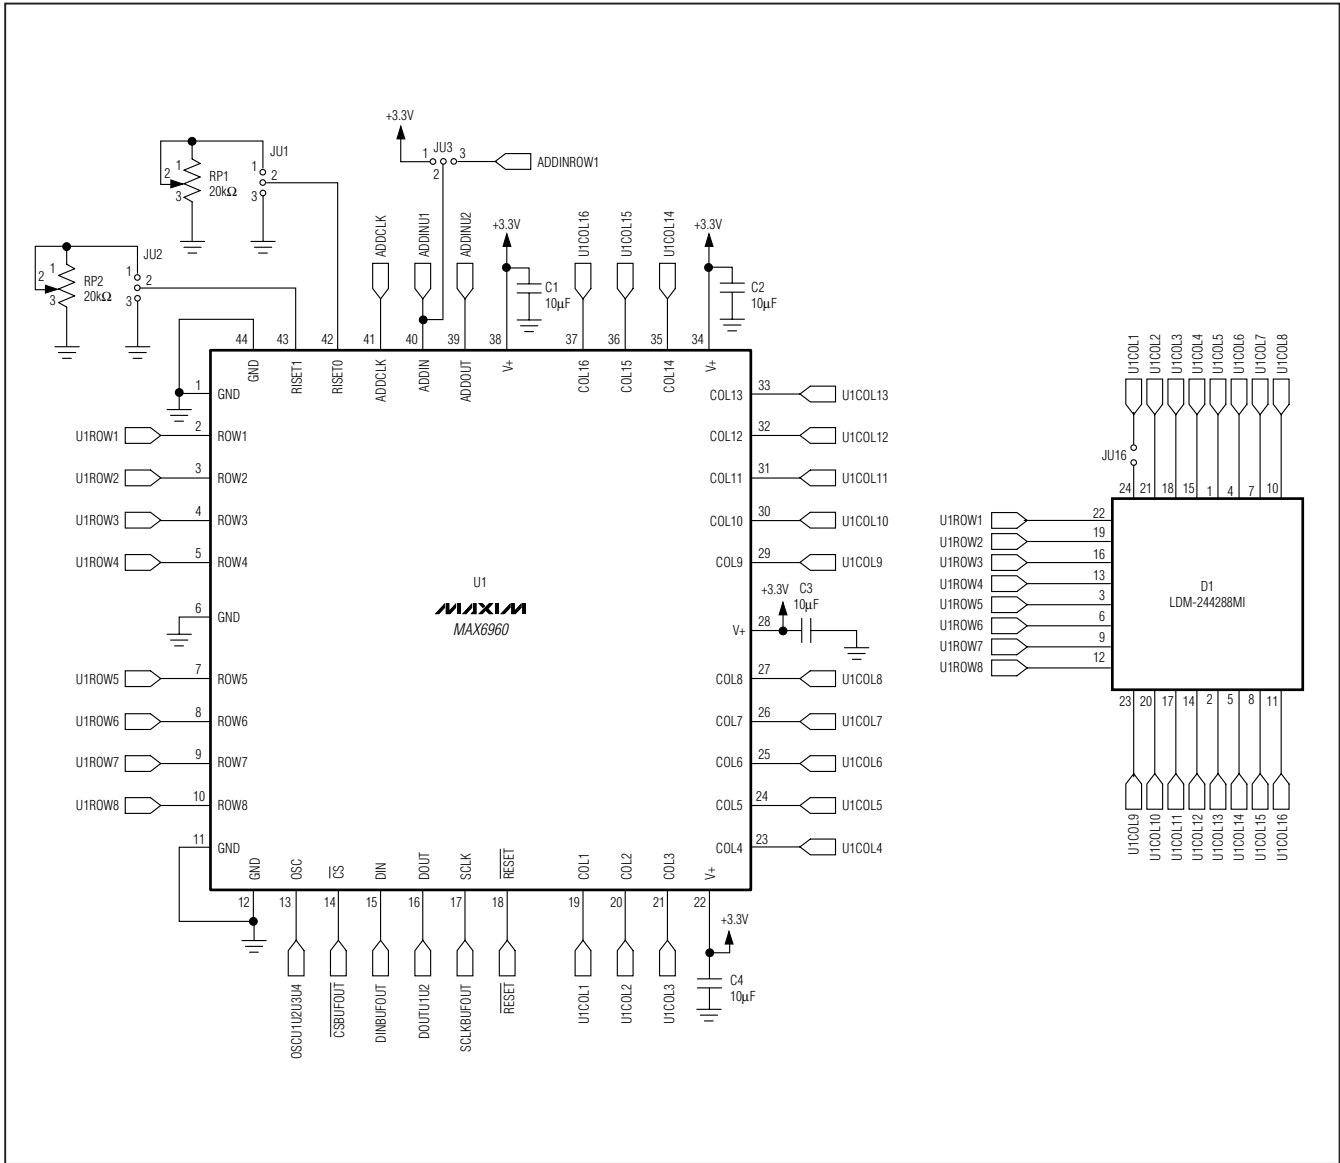 +3.3V
JU3
1
3
2
ADDINROW1
JU1
1
2
3
RP1
20kΩ
1
2
3
JU2
1
2
3
RP2
20kΩ
1
2
3
ADDCLK
ADDINU1
ADDINU2
+3.3V
C1
10µF
U1COL16
U1COL15
U1COL14
+3.3V
C2
10µF
44
43
42
41
40
39
38
37
36
35
34
GND
RISET1
RISET0
ADDCLK
ADDIN
ADDOUT
V+
COL16
COL15
COL14
V+
1
GND
U1ROW1
2
ROW1
U1ROW2
3
ROW2
U1ROW3
4
ROW3
U1ROW4
5
ROW4
6
GND
U1ROW5
7
ROW5
U1ROW6
8
ROW6
U1ROW7
9
ROW7
U1ROW8
10
ROW8
11
GND
U1
MAXIM
MAX6960
COL13
33
U1COL13
COL12
32
U1COL12
COL11
31
U1COL11
COL10
30
U1COL10
COL9
29
U1COL9
V+
28
+3.3V
C3
10µF
COL8
27
U1COL8
COL7
26
U1COL7
COL6
25
U1COL6
COL5
24
U1COL5
COL4
23
U1COL4
GND
OSC
CS
DIN
DOUT
SCLK
RESET
COL1
COL2
COL3
V+
12
13
14
15
16
17
18
19
20
21
22
OSCU1U2U3U4
CSBUFOUT
DINBUFOUT
DOUTU1U2
SCLKBUFOUT
RESET
U1COL1
U1COL2
U1COL3
+3.3V
C4
10µF
U1COL1
U1COL2
U1COL3
U1COL4
U1COL5
U1COL6
U1COL7
U1COL8
JU16
24
21
18
15
1
4
7
10
U1ROW1
22
U1ROW2
19
U1ROW3
16
U1ROW4
13
U1ROW5
3
U1ROW6
6
U1ROW7
9
U1ROW8
12
D1
LDM-244288MI
23
20
17
14
2
5
8
11
U1COL9
U1COL10
U1COL11
U1COL12
U1COL13
U1COL14
U1COL15
U1COL16